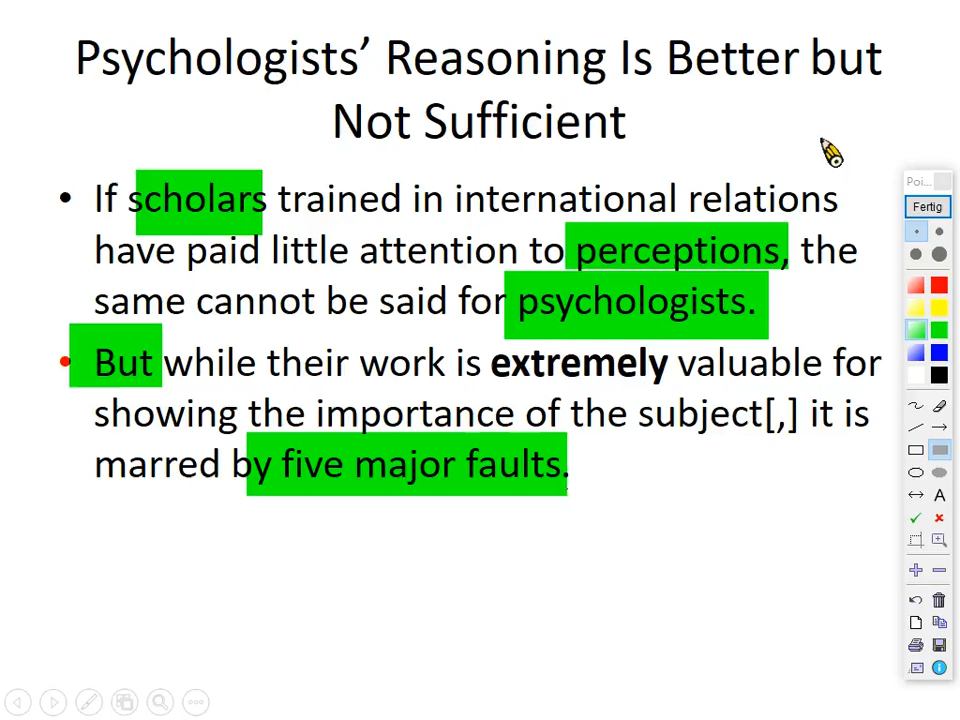 Psychologists’ Reasoning Is Better but
Not Sufficient
• If scholars trained in international relations
have paid little attention to perceptions, the
same cannot be said for psychologists.
• But while their work is extremely valuable for
showing the importance of the subject[,] it is
marred by five major faults.
Poi...
Fertig
A